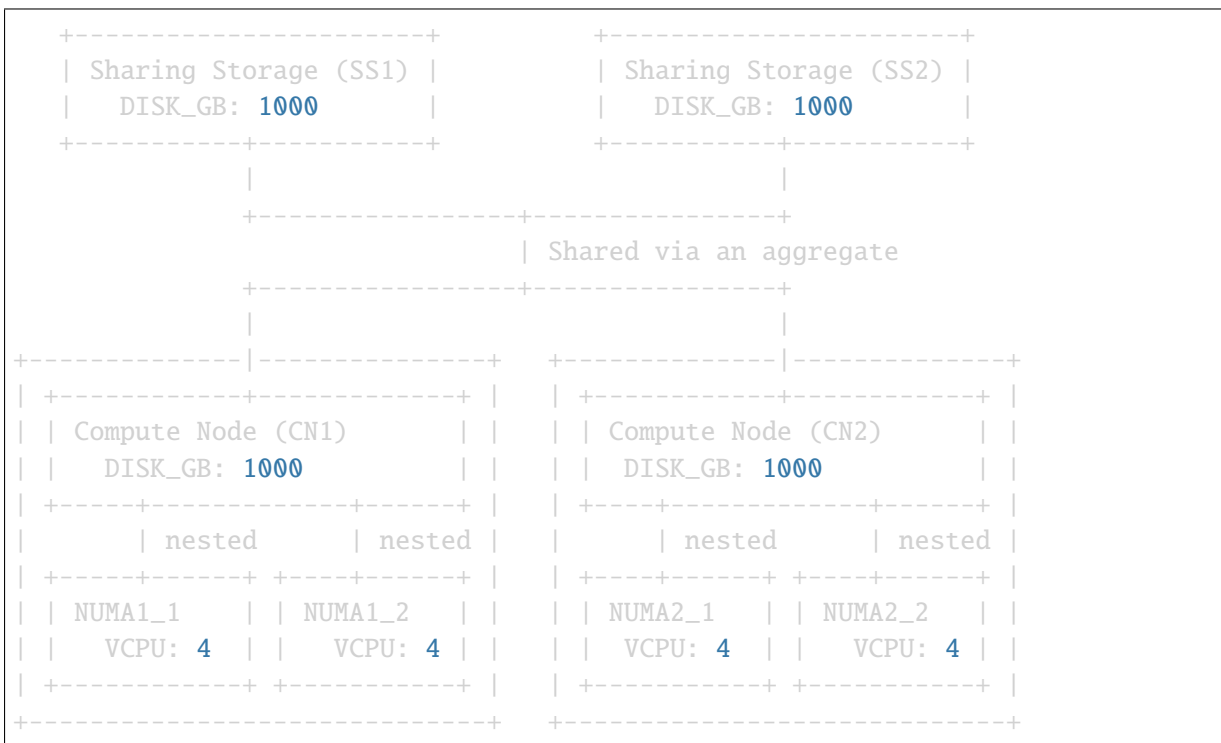 +-----------------------+          +-----------------------+
| Sharing Storage (SS1) |          | Sharing Storage (SS2) |
|   DISK_GB: 1000       |          |   DISK_GB: 1000       |
+-----------+-----------+          +-----------+-----------+
            |                                  |
            +-----------------+----------------+
                              | Shared via an aggregate
            +-----------------+----------------+
            |                                  |
+--------------|---------------+   +--------------|--------------+
| +------------+-------------+ |   | +------------+------------+ |
| | Compute Node (CN1)       | |   | | Compute Node (CN2)      | |
| |   DISK_GB: 1000          | |   | |  DISK_GB: 1000          | |
| +-----+-------------+------+ |   | +----+-------------+------+ |
|       | nested      | nested |   |      | nested      | nested |
| +-----+------+ +----+------+ |   | +----+------+ +----+------+ |
| | NUMA1_1    | | NUMA1_2   | |   | | NUMA2_1   | | NUMA2_2   | |
| |   VCPU: 4  | |   VCPU: 4 | |   | |  VCPU: 4  | |   VCPU: 4 | |
| +------------+ +-----------+ |   | +-----------+ +-----------+ |
+------------------------------+   +-----------------------------+